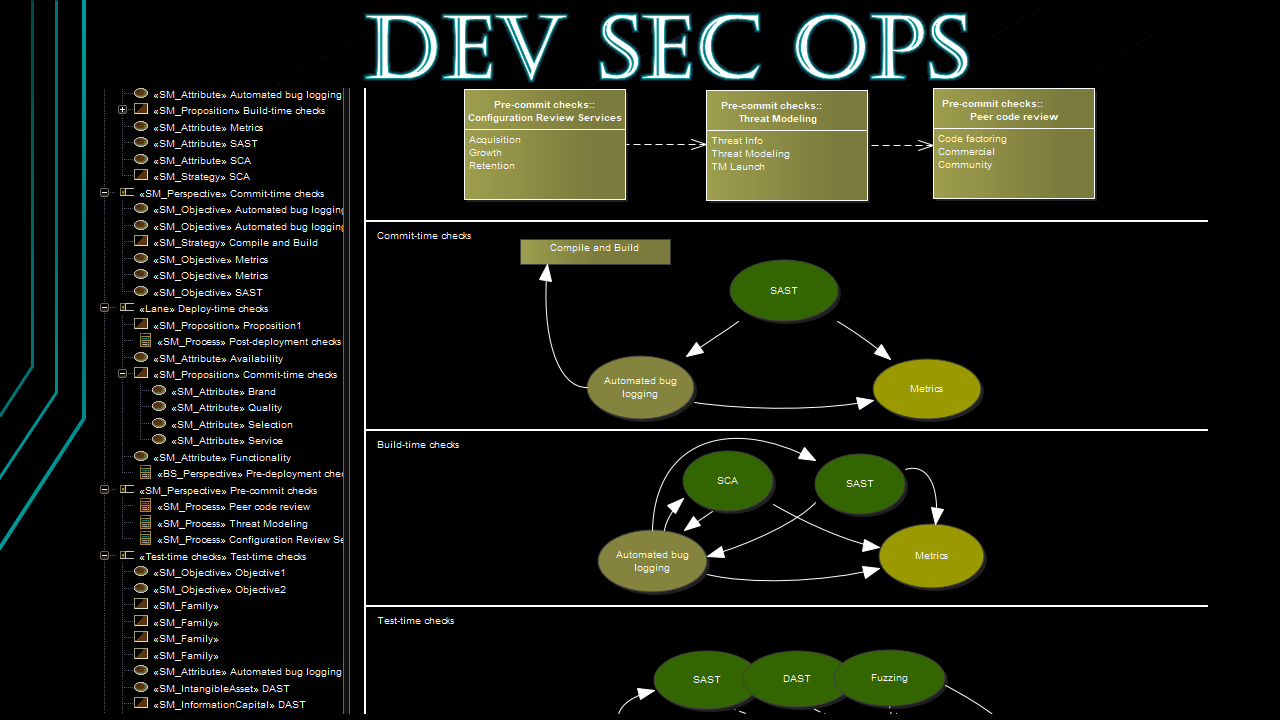 DEV SEC OPS
«SM_Attribute» Automated bug logging
«SM_Proposition» Build-time checks
«SM_Attribute» Metrics
«SM_Attribute» SAST
«SM_Attribute» SCA
«SM_Strategy» SCA
«SM_Perspective» Commit-time checks
«SM_Objective» Automated bug logging
«SM_Objective» Automated bug logging
«SM_Strategy» Compile and Build
«SM_Objective» Metrics
«SM_Objective» Metrics
«SM_Objective» SAST
«Lane» Deploy-time checks
«SM_Proposition» Proposition1
«SM_Process» Post-deployment checks
«SM_Attribute» Availability
«SM_Proposition» Commit-time checks
«SM_Attribute» Brand
«SM_Attribute» Quality
«SM_Attribute» Selection
«SM_Attribute» Service
«SM_Attribute» Functionality
«BS_Perspective» Pre-deployment chec
«SM_Perspective» Pre-commit checks
«SM_Process» Peer code review
«SM_Process» Threat Modeling
«SM_Process» Configuration Review Se
«Test-time checks» Test-time checks
«SM_Objective» Objective1
«SM_Objective» Objective2
«SM_Family»
«SM_Family»
«SM_Family»
«SM_Family»
«SM_Attribute» Automated bug logging
«SM_IntangibleAsset» DAST
«SM_InformationCapital» DAST
Pre-commit checks::
Configuration Review Services
Acquisition
Growth
Retention
Pre-commit checks::
Threat Modeling
Threat Info
Threat Modeling
TM Launch
Pre-commit checks::
Peer code review
Code factoring
Commercial
Community
Commit-time checks
Compile and Build
SAST
Automated bug
logging
Metrics
Build-time checks
SCA
SAST
Automated bug
logging
Metrics
Test-time checks
SAST
DAST
Fuzzing